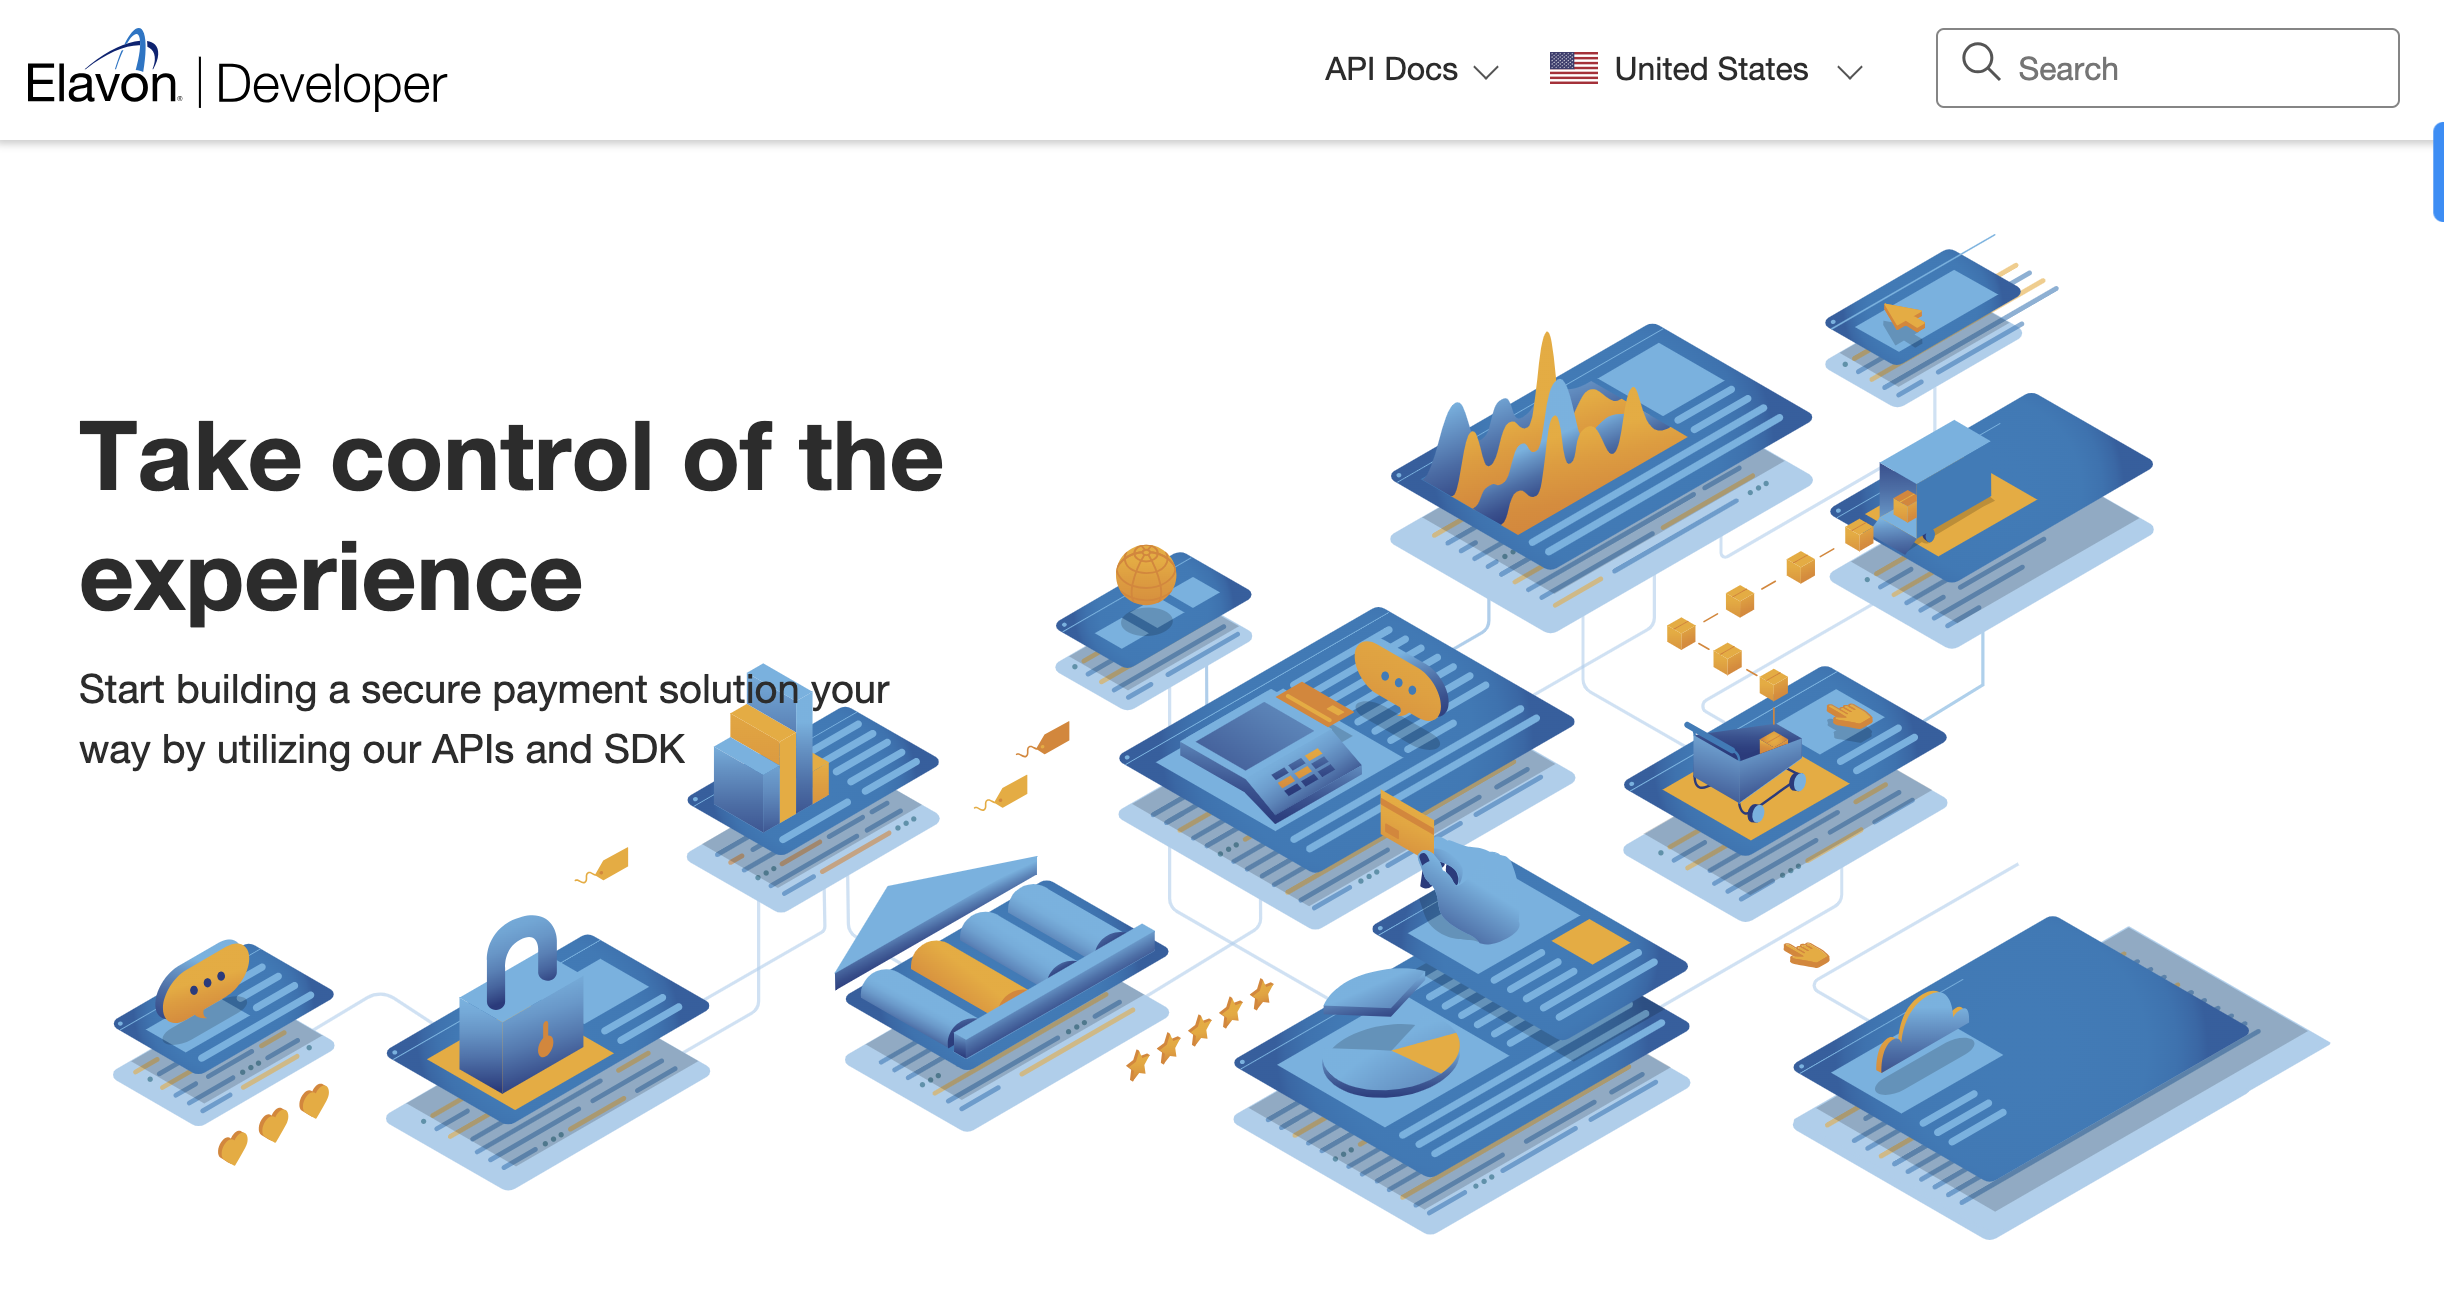 Elavon® | Developer
API Docs
United States
Search
Take control of the
experience
Start building a secure payment solution your
way by utilizing our APIs and SDK